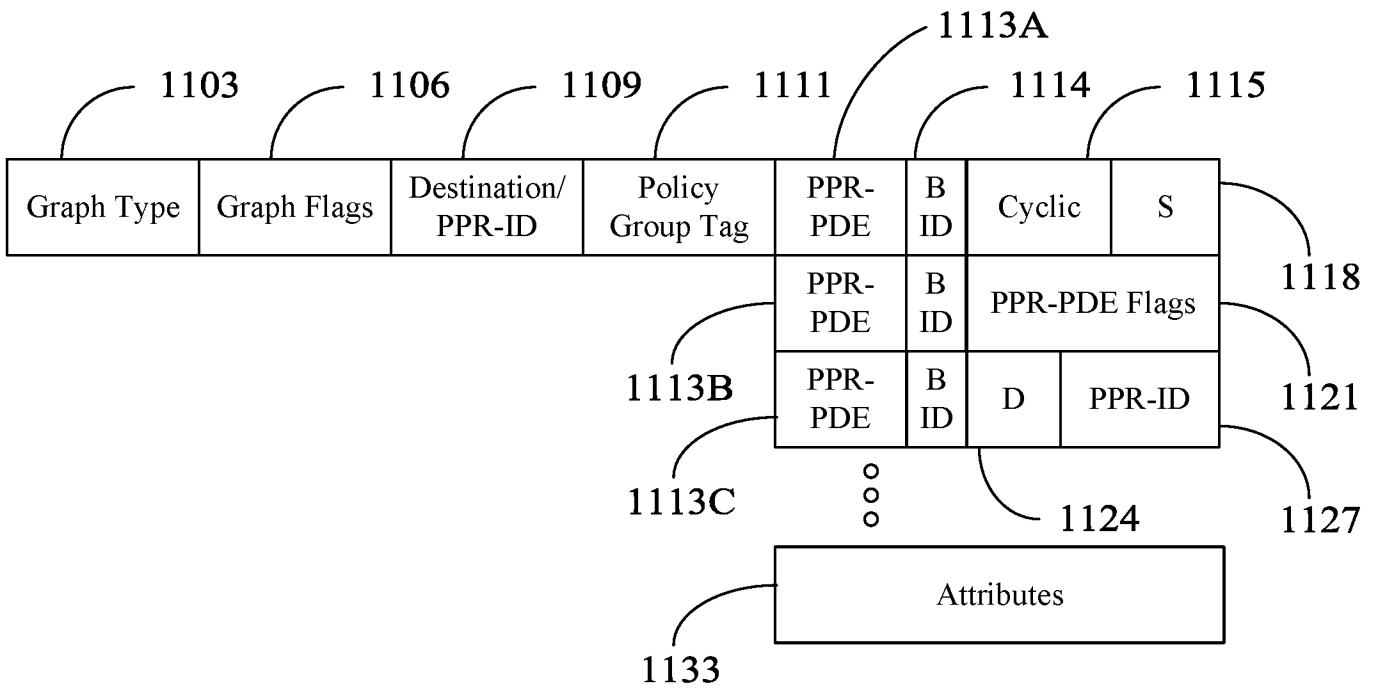 1113A
1103 1106 1109 1111 1114 1115
Graph Type Graph Flags Destination/ PPR-ID Policy Group Tag PPR- PDE B ID Cyclic S
1118
PPR- PDE B ID PPR-PDE Flags
1113B 1121
PPR- PDE B ID D PPR-ID
1113C 1124 1127
Attributes
1133